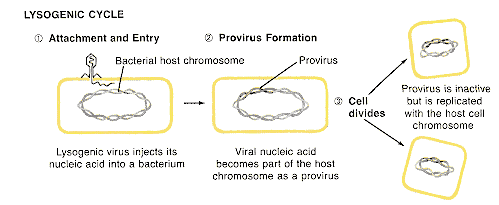 LYSOGENIC CYCLE
① Attachment and Entry
Bacterial host chromosome
Lysogenic virus injects its
nucleic acid into a bacterium
② Provirus Formation
Provirus
Viral nucleic acid
becomes part of the host
chromosome as a provirus
③ Cell
divides
Provirus is inactive
but is replicated
with the host cell
chromosome